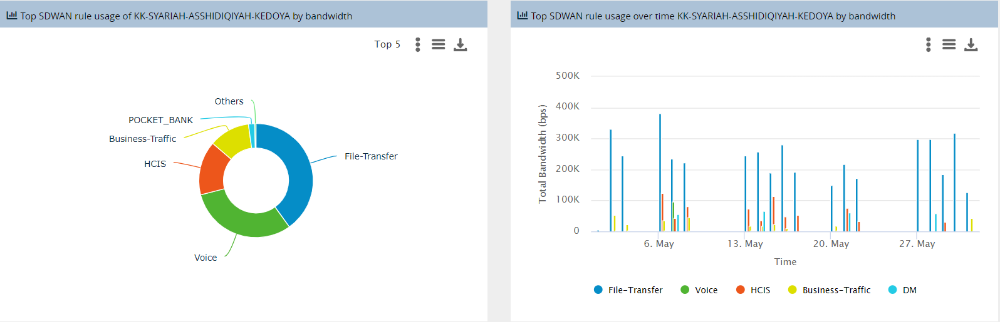 Top SDWAN rule usage of KK-SYARIAH-ASSHIDIQIYAH-KEDOYA by bandwidth
Top 5
Others
POCKET_BANK
Business-Traffic
HCIS
File-Transfer
Voice
Top SDWAN rule usage over time KK-SYARIAH-ASSHIDIQIYAH-KEDOYA by bandwidth
500K
400K
300K
200K
100K
0
Total Bandwidth (bps)
6. May 13. May 20. May 27. May
Time
File-Transfer Voice HCIS Business-Traffic DM